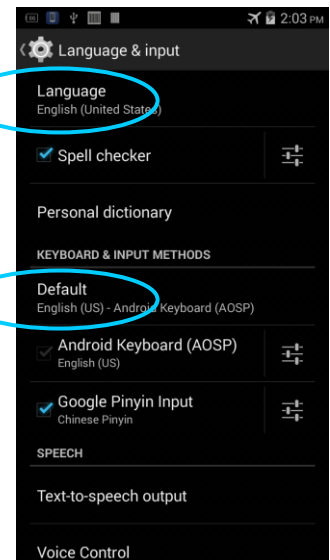 2:03 PM
Language & input
Language
English (United States)
Spell checker
Personal dictionary
KEYBOARD & INPUT METHODS
Default
English (US) - Android Keyboard (AOSP)
Android Keyboard (AOSP)
English (US)
Google Pinyin Input
Chinese Pinyin
SPEECH
Text-to-speech output
Voice Control